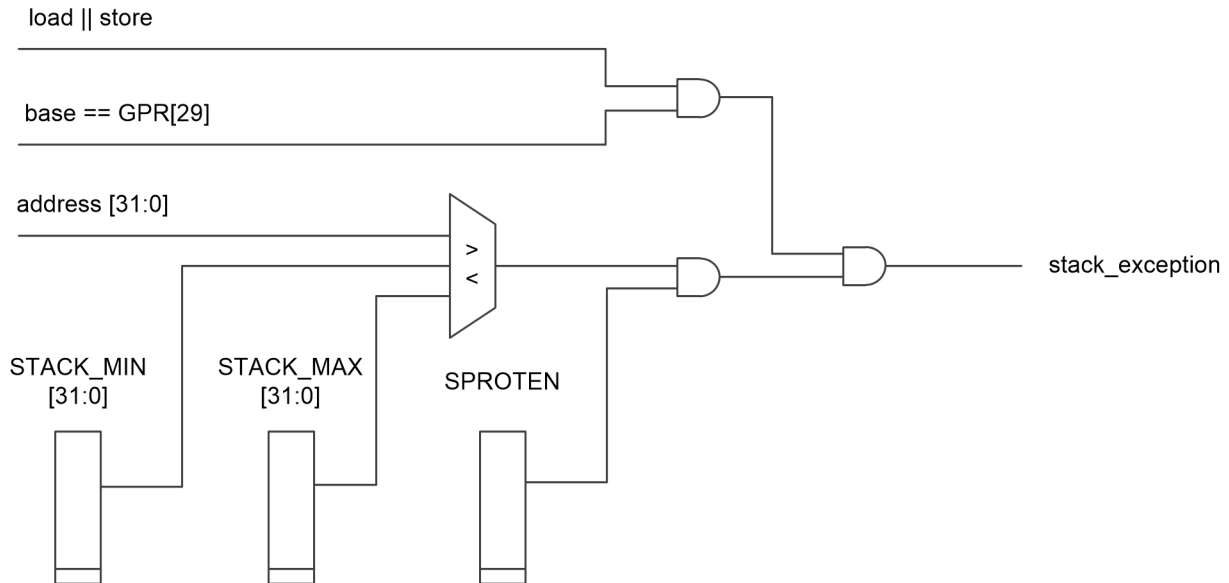 load || store
base == GPR[29]
address [31:0]
>
<
stack_exception
STACK_MIN
[31:0]
STACK_MAX
[31:0]
SPROTEN